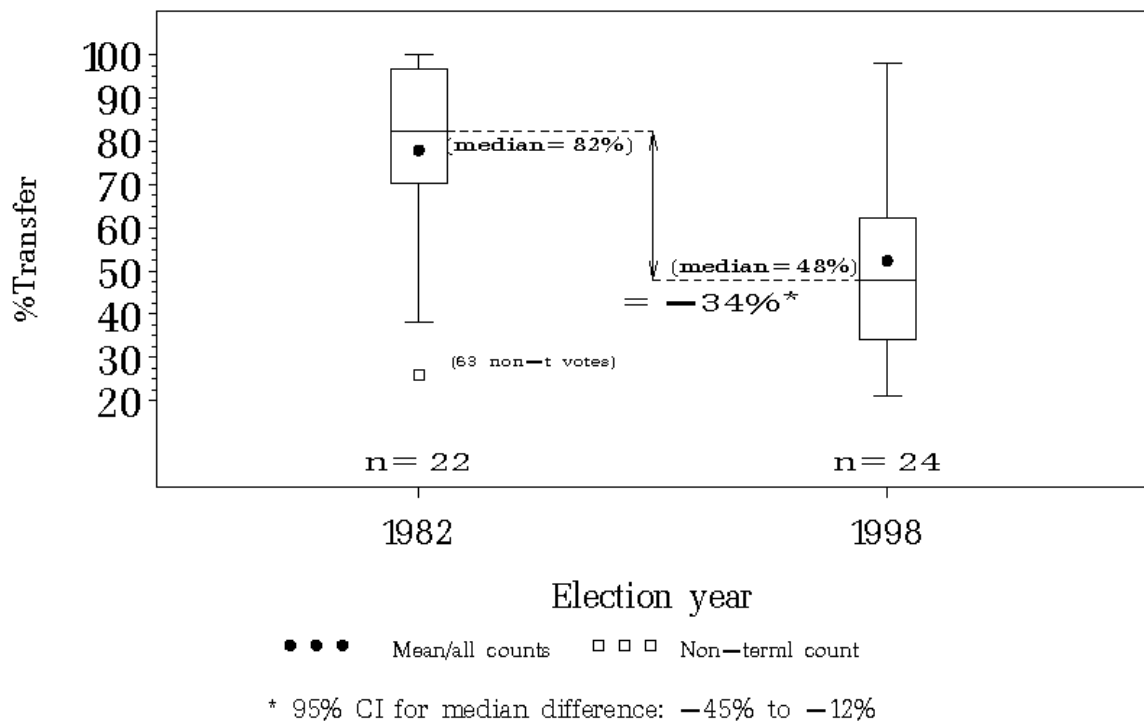 %Transfer
100
90
80
70
60
50
40
30
20
(median= 82%)
(median=48%)
= —34%*
(63 non—t votes)
n= 22
n= 24
1982
1998
Election year
Mean/all counts
Non—terml count
* 95% CI for median difference: —45% to —12%